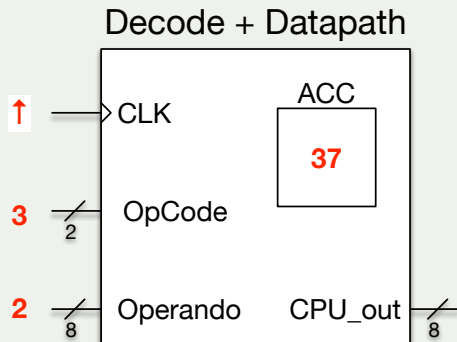 Decode + Datapath
ACC
↑ CLK
37
3 2 OpCode
2 8 Operando CPU_out 8